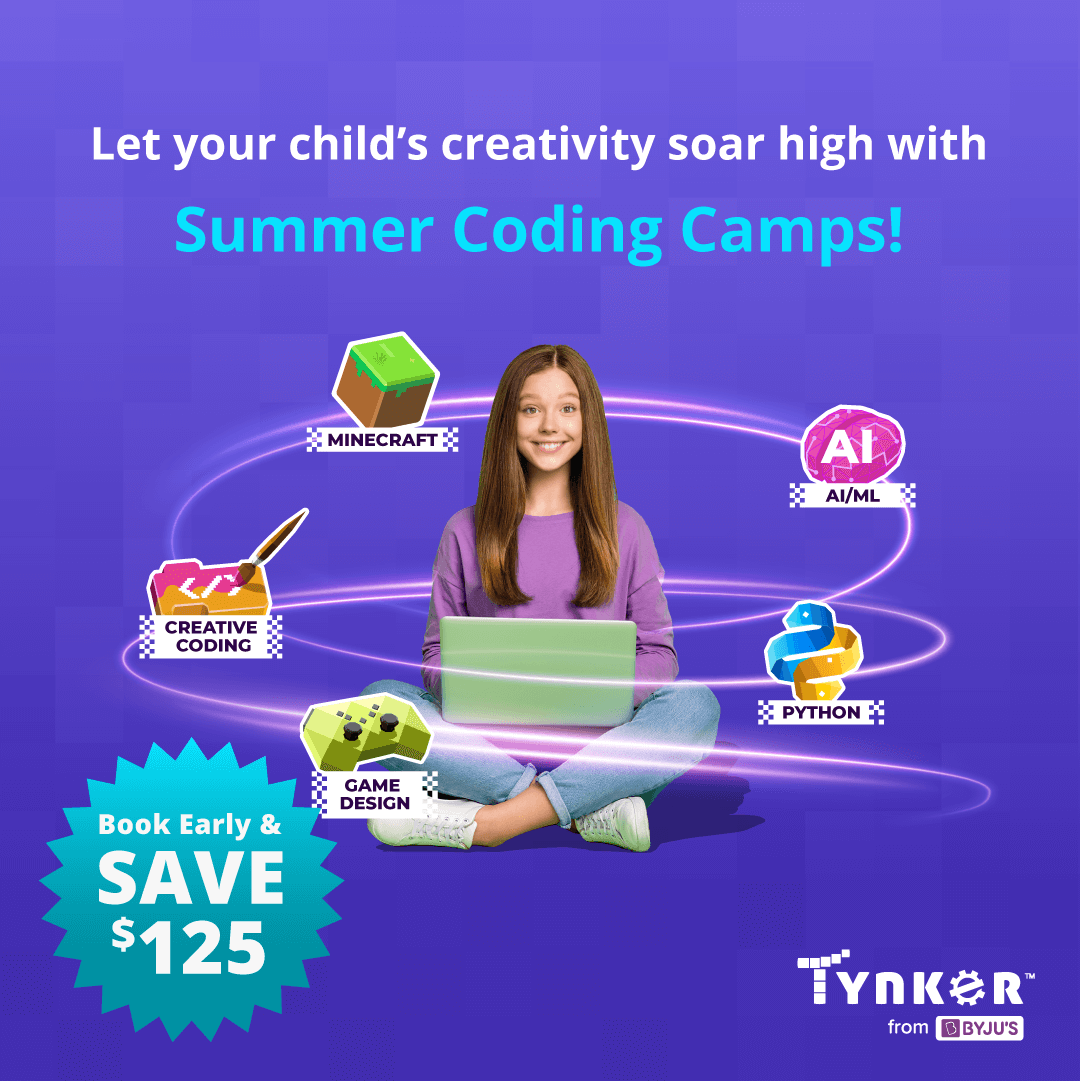 Let your child’s creativity soar high with
Summer Coding Camps!
MINECRAFT
AI
AI/ML
</>
CREATIVE
CODING
PYTHON
GAME
DESIGN
Book Early &
SAVE
$125
TYNKER™
from B BYJU'S